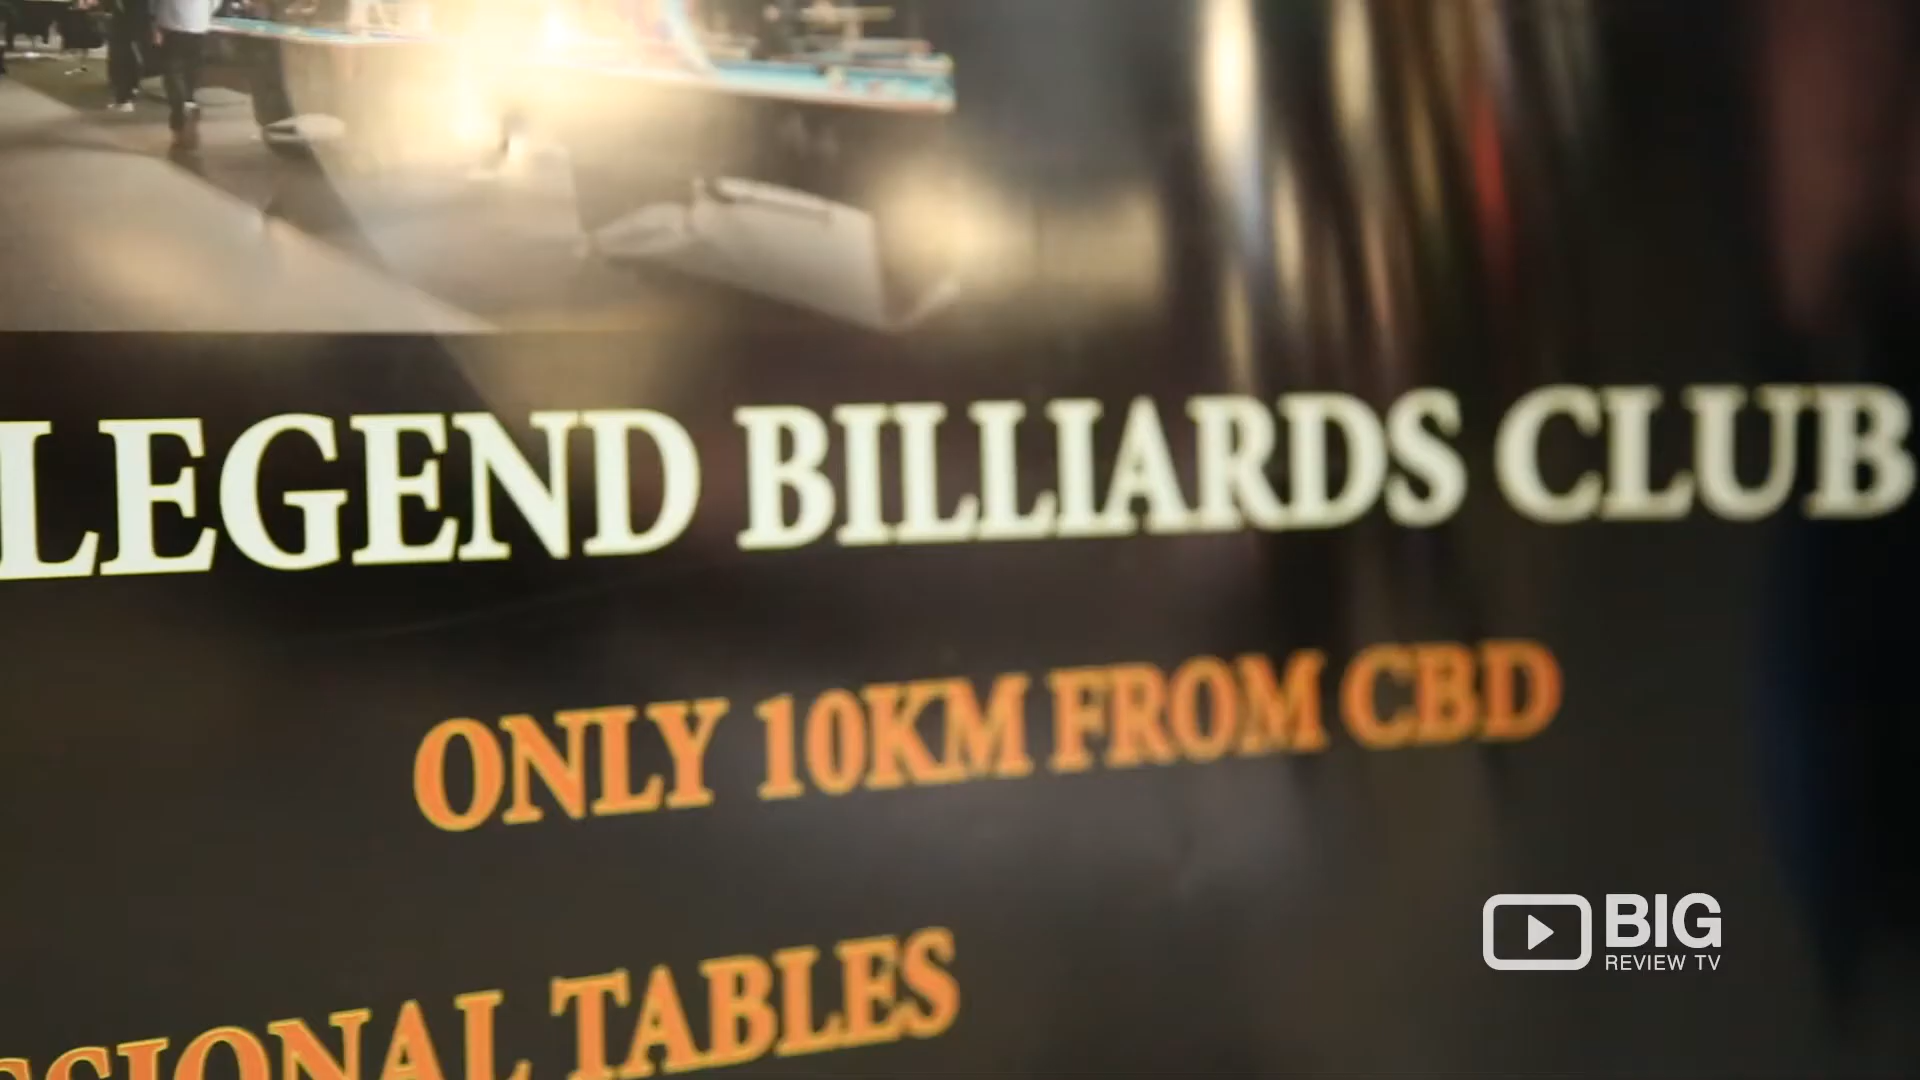 LEGEND BILLIARDS CLUB
ONLY 10KM FROM CBD
TABLES
BIG
REVIEW TV